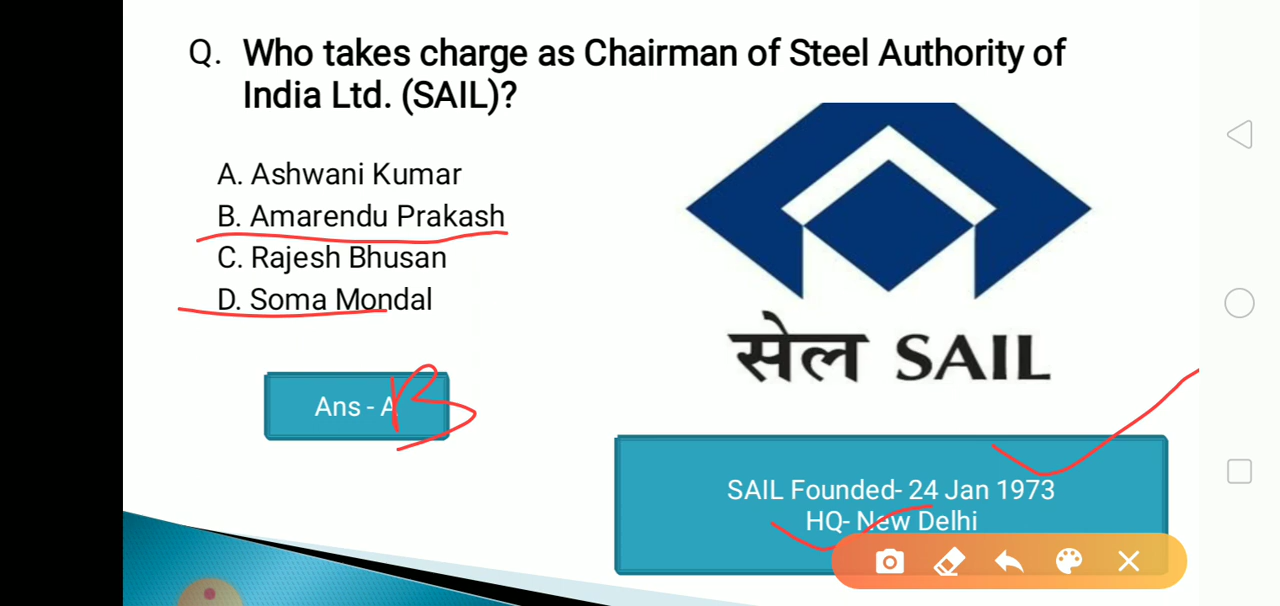 Q. Who takes charge as Chairman of Steel Authority of
India Ltd. (SAIL)?
A. Ashwani Kumar
B. Amarendu Prakash
C. Rajesh Bhusan
D. Soma Mondal
सेल SAIL
Ans - A B
SAIL Founded- 24 Jan 1973
HQ- New Delhi